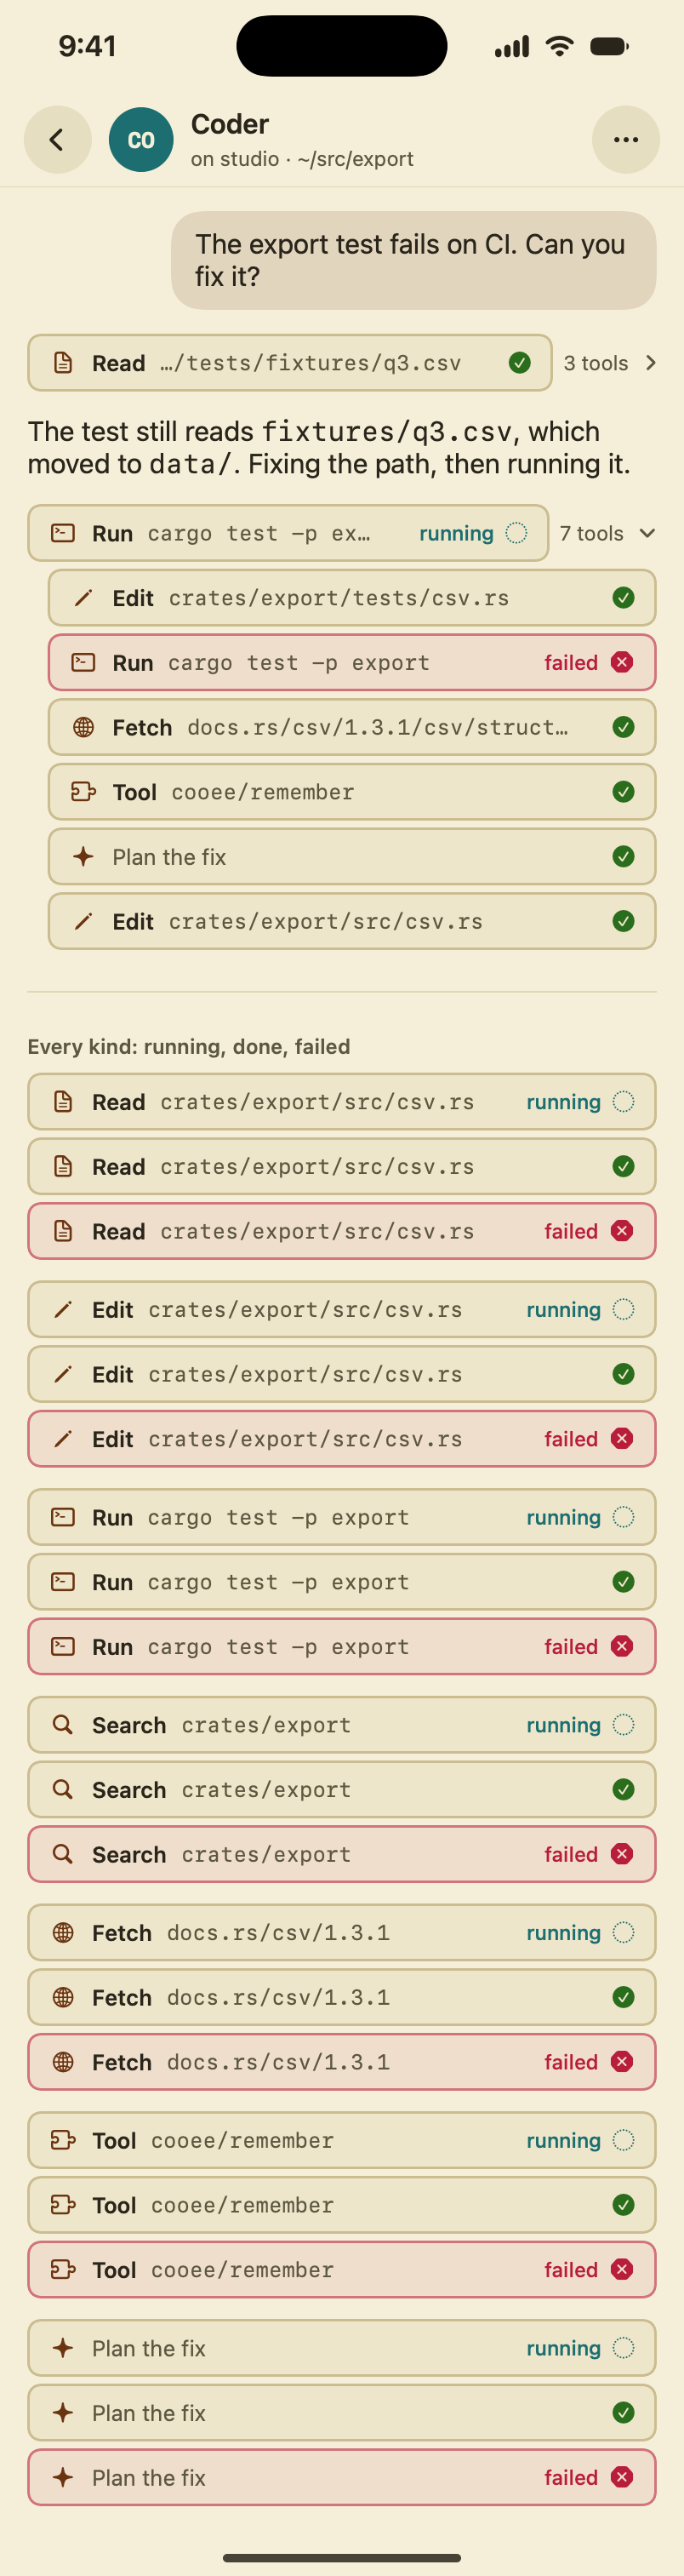 9:41
CO
Coder
on studio · ~/src/export
The export test fails on CI. Can you
fix it?
Read …/tests/fixtures/q3.csv 3 tools
The test still reads fixtures/q3.csv, which
moved to data/. Fixing the path, then running it.
Run cargo test -p ex… running 7 tools
Edit crates/export/tests/csv.rs
Run cargo test -p export failed
Fetch docs.rs/csv/1.3.1/csv/struct…
Tool cooee/remember
Plan the fix
Edit crates/export/src/csv.rs
Every kind: running, done, failed
Read crates/export/src/csv.rs running
Read crates/export/src/csv.rs
Read crates/export/src/csv.rs failed
Edit crates/export/src/csv.rs running
Edit crates/export/src/csv.rs
Edit crates/export/src/csv.rs failed
Run cargo test -p export running
Run cargo test -p export
Run cargo test -p export failed
Search crates/export running
Search crates/export
Search crates/export failed
Fetch docs.rs/csv/1.3.1 running
Fetch docs.rs/csv/1.3.1
Fetch docs.rs/csv/1.3.1 failed
Tool cooee/remember running
Tool cooee/remember
Tool cooee/remember failed
Plan the fix running
Plan the fix
Plan the fix failed